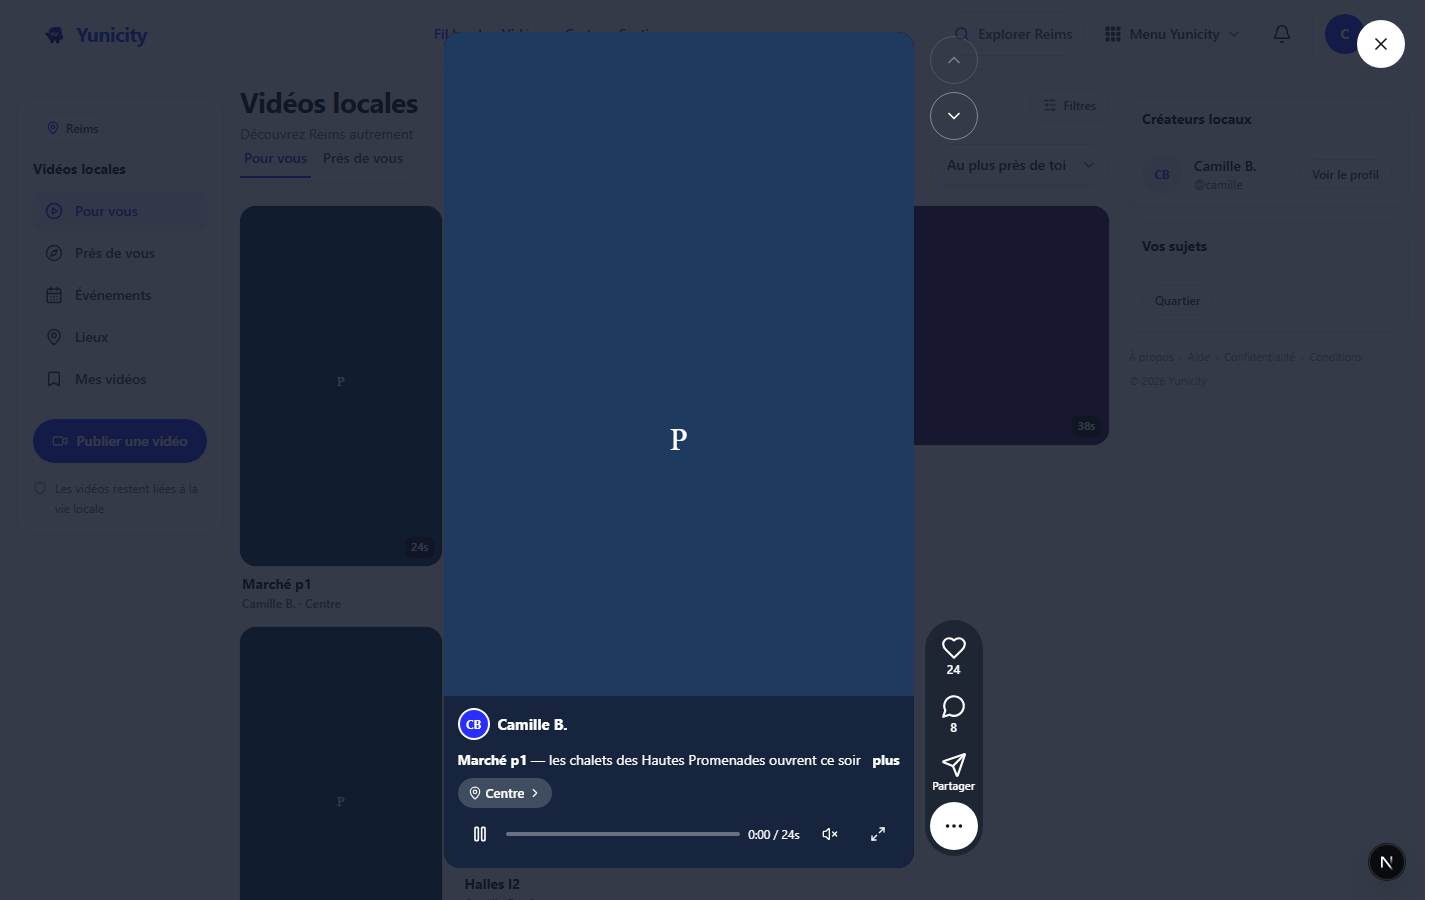 Yunicity
Explorer Reims
Menu Yunicity
C
Reims
Vidéos locales
Pour vous
Près de vous
Événements
Lieux
Mes vidéos
Publier une vidéo
Les vidéos restent liées à la
vie locale
Vidéos locales
Découvrez Reims autrement
Pour vous
Près de vous
Filtres
Au plus près de toi
P
24s
Marché p1
Camille B. · Centre
P
P
CB
Camille B.
Marché p1 — les chalets des Hautes Promenades ouvrent ce soir plus
Centre
0:00 / 24s
Halles l2
38s
24
8
Partager
Créateurs locaux
CB
Camille B.
@camille
Voir le profil
Vos sujets
Quartier
À propos · Aide · Confidentialité · Conditions
© 2026 Yunicity
N